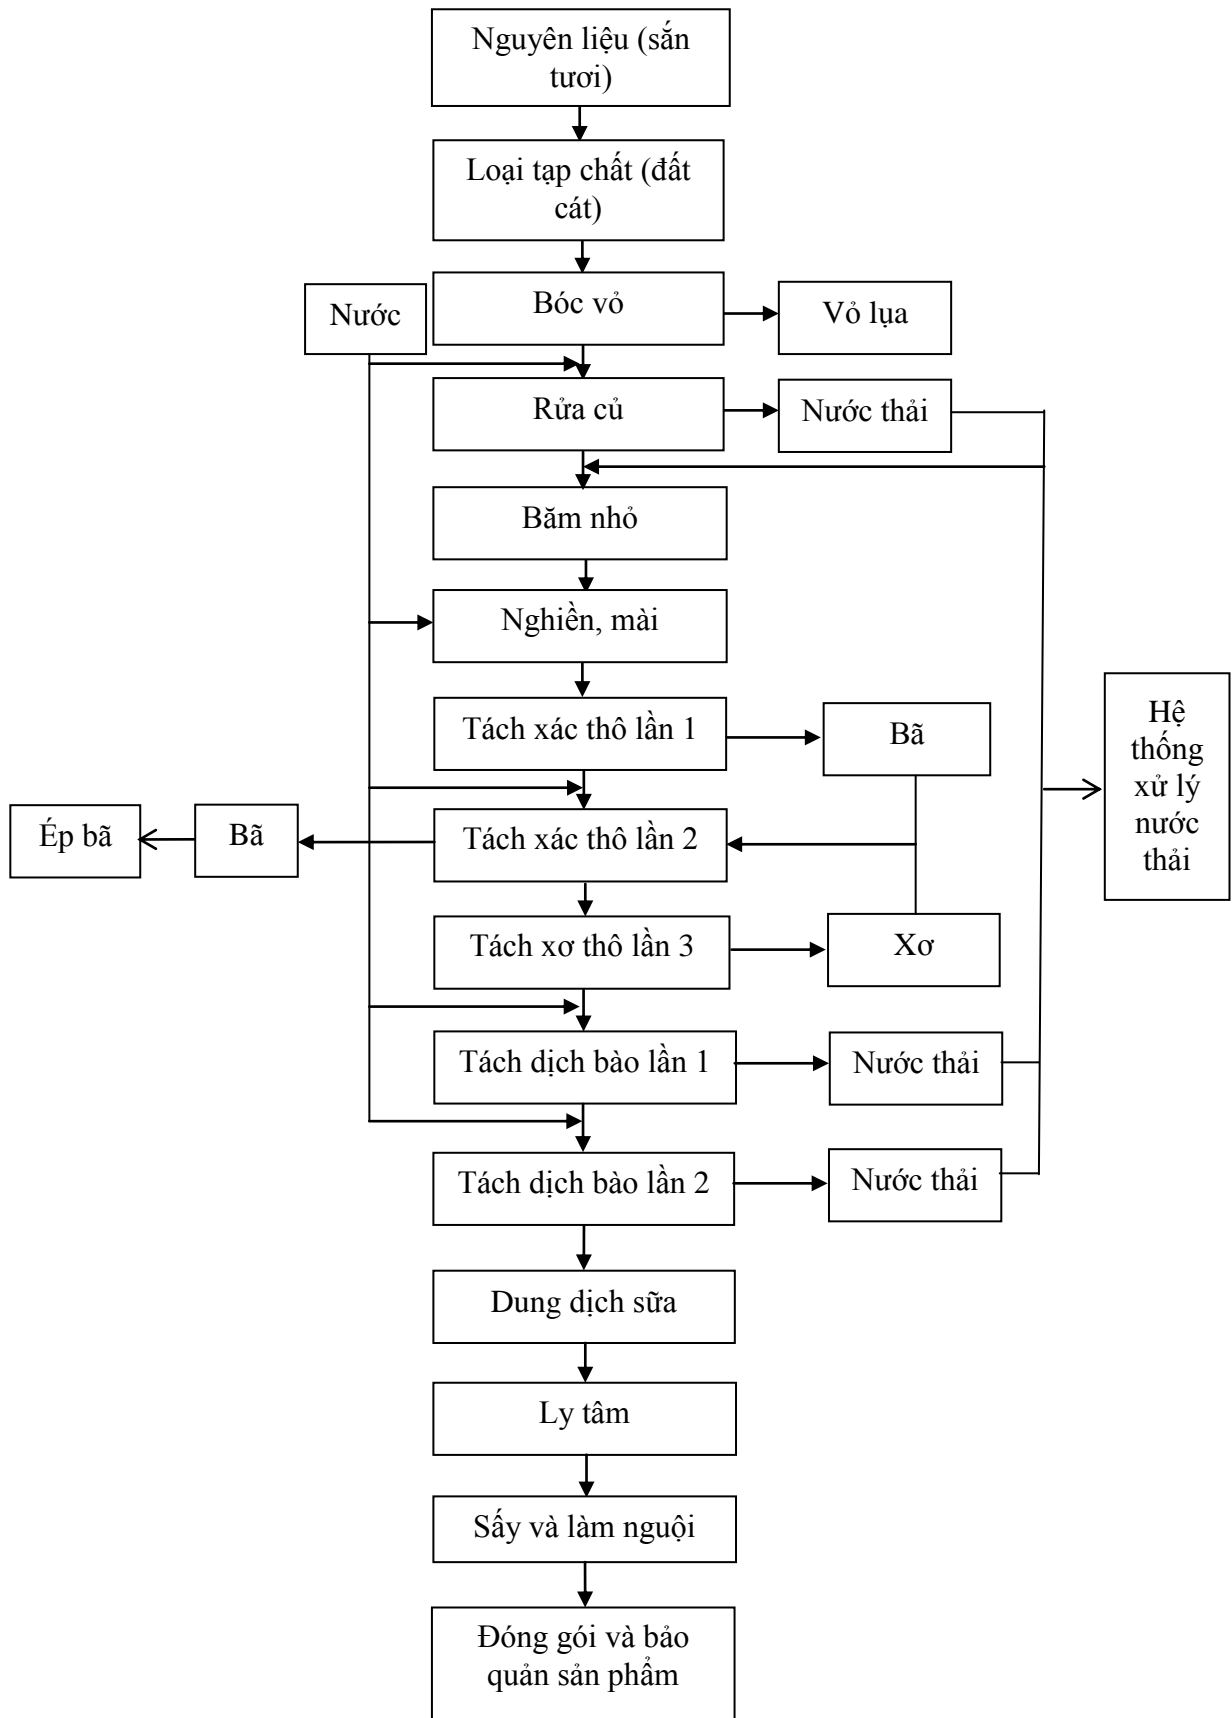 Nguyên liệu (sắn
tươi)
Loại tạp chất (đất
cát)
Nước
Bóc vỏ
Vỏ lụa
Rửa củ
Nước thải
Băm nhỏ
Nghiền, mài
Tách xác thô lần 1
Bã
Hệ
thống
xử lý
nước
thải
Ép bã
Bã
Tách xác thô lần 2
Tách xơ thô lần 3
Xơ
Tách dịch bào lần 1
Nước thải
Tách dịch bào lần 2
Nước thải
Dung dịch sữa
Ly tâm
Sấy và làm nguội
Đóng gói và bảo
quản sản phẩm